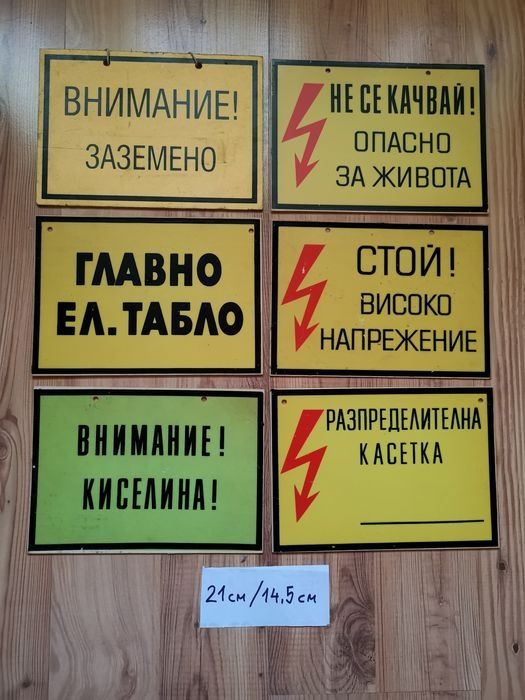 ВНИМАНИЕ!
ЗАЗЕМЕНО
НЕ СЕ КАЧВАЙ!
ОПАСНО
ЗА ЖИВОТА
ГЛАВНО
ЕЛ. ТАБЛО
СТОЙ!
ВИСОКО
НАПРЕЖЕНИЕ
ВНИМАНИЕ!
КИСЕЛИНА!
РАЗПРЕДЕЛИТЕЛНА
КАСЕТКА
21см/14,5см